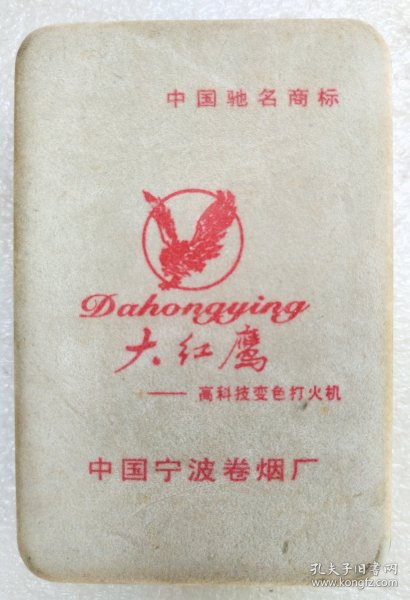 中国驰名商标
Dahongying
大红鹰
——高科技变色打火机
中国宁波卷烟厂
孔夫子旧书网
www.kongfz.com